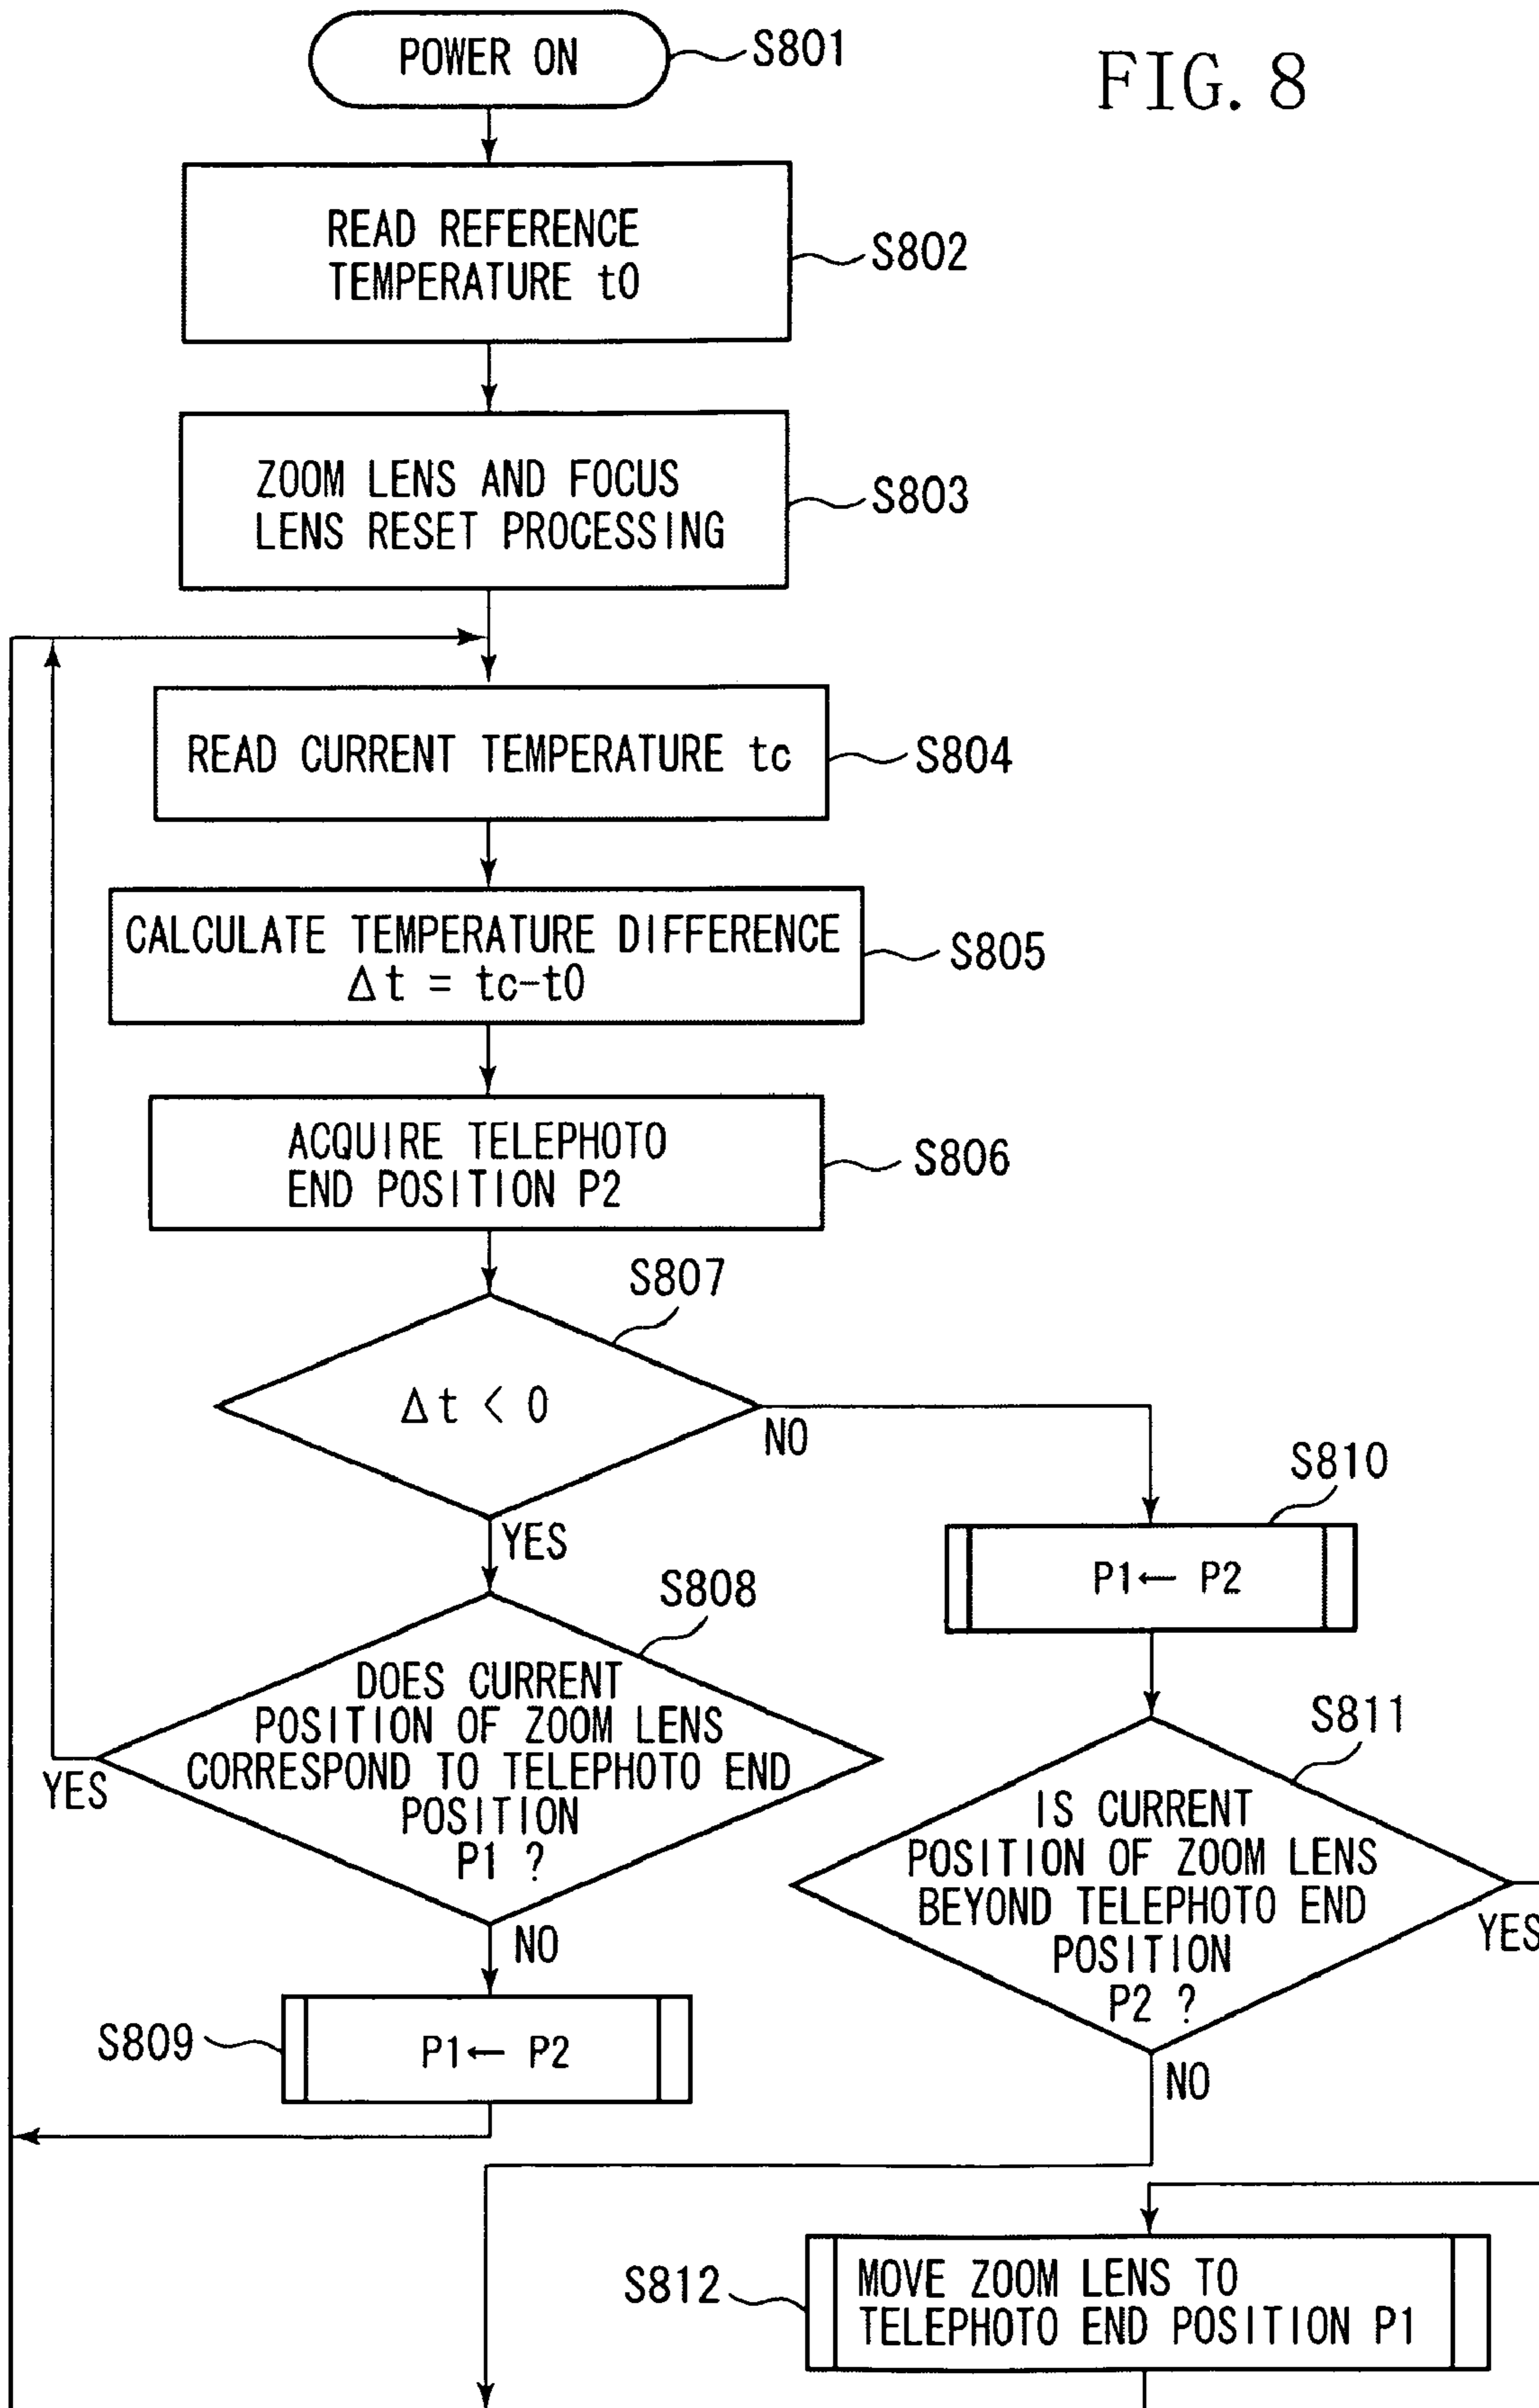 FIG. 8
POWER ON
S801
READ REFERENCE
TEMPERATURE t0
S802
ZOOM LENS AND FOCUS
LENS RESET PROCESSING
S803
READ CURRENT TEMPERATURE tc
S804
CALCULATE TEMPERATURE DIFFERENCE
Δt = tc-t0
S805
ACQUIRE TELEPHOTO
END POSITION P2
S806
S807
Δt < 0
NO
YES
S808
DOES CURRENT
POSITION OF ZOOM LENS
CORRESPOND TO TELEPHOTO END
POSITION
P1 ?
YES
NO
S809
P1← P2
S810
P1← P2
S811
IS CURRENT
POSITION OF ZOOM LENS
BEYOND TELEPHOTO END
POSITION
P2 ?
YES
NO
S812
MOVE ZOOM LENS TO
TELEPHOTO END POSITION P1